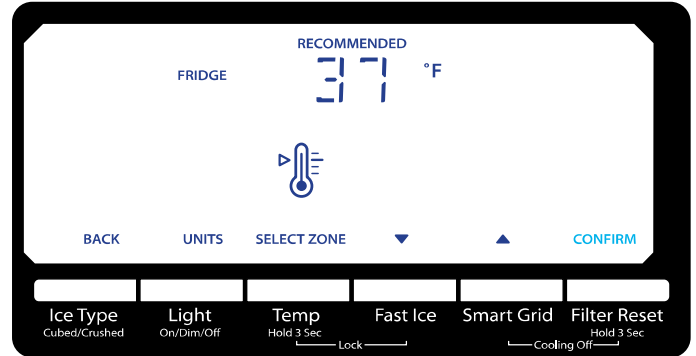 RECOMMENDED
FRIDGE 37 °F
BACK UNITS SELECT ZONE CONFIRM
Ice Type Light Temp Fast Ice Smart Grid Filter Reset
Cubed/Crushed On/Dim/Off Hold 3 Sec Hold 3 Sec
Lock Cooling Off